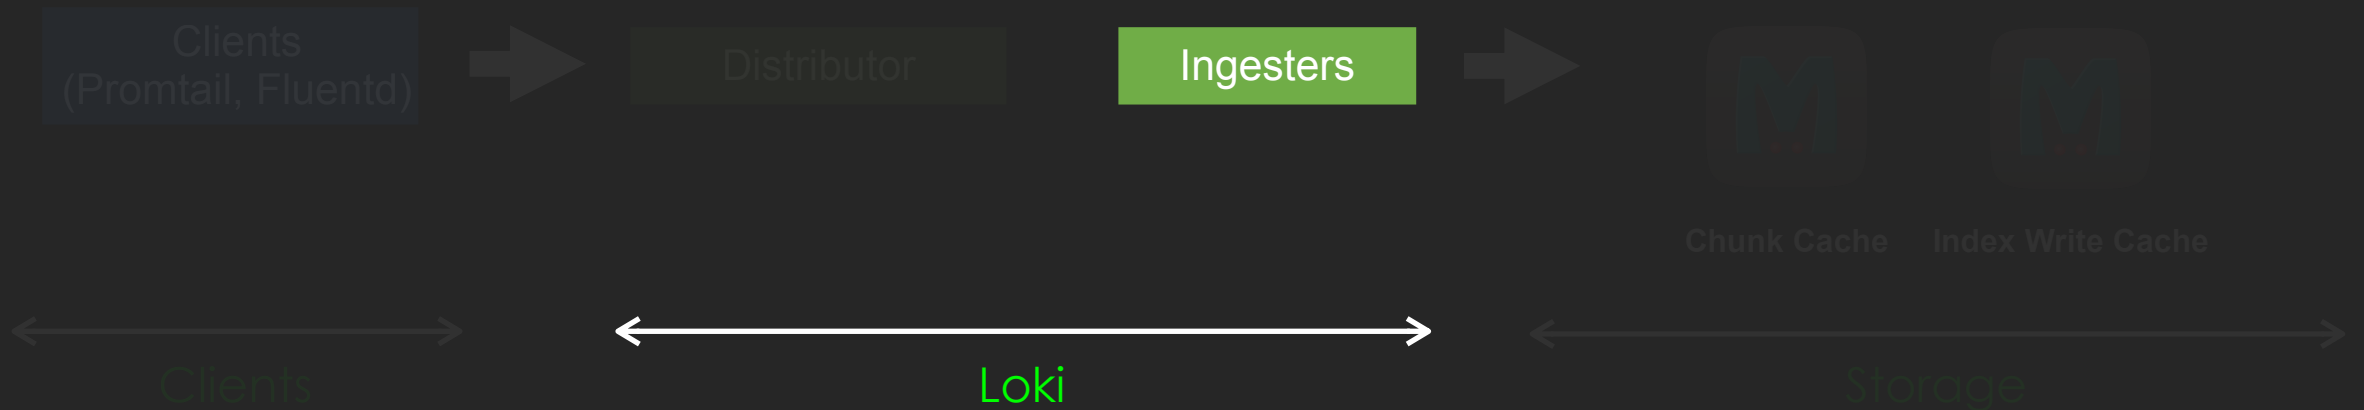 Clients
(Promtail, Fluentd)
Distributor
Ingesters
Chunk Cache
Index Write Cache
Clients
Loki
Storage